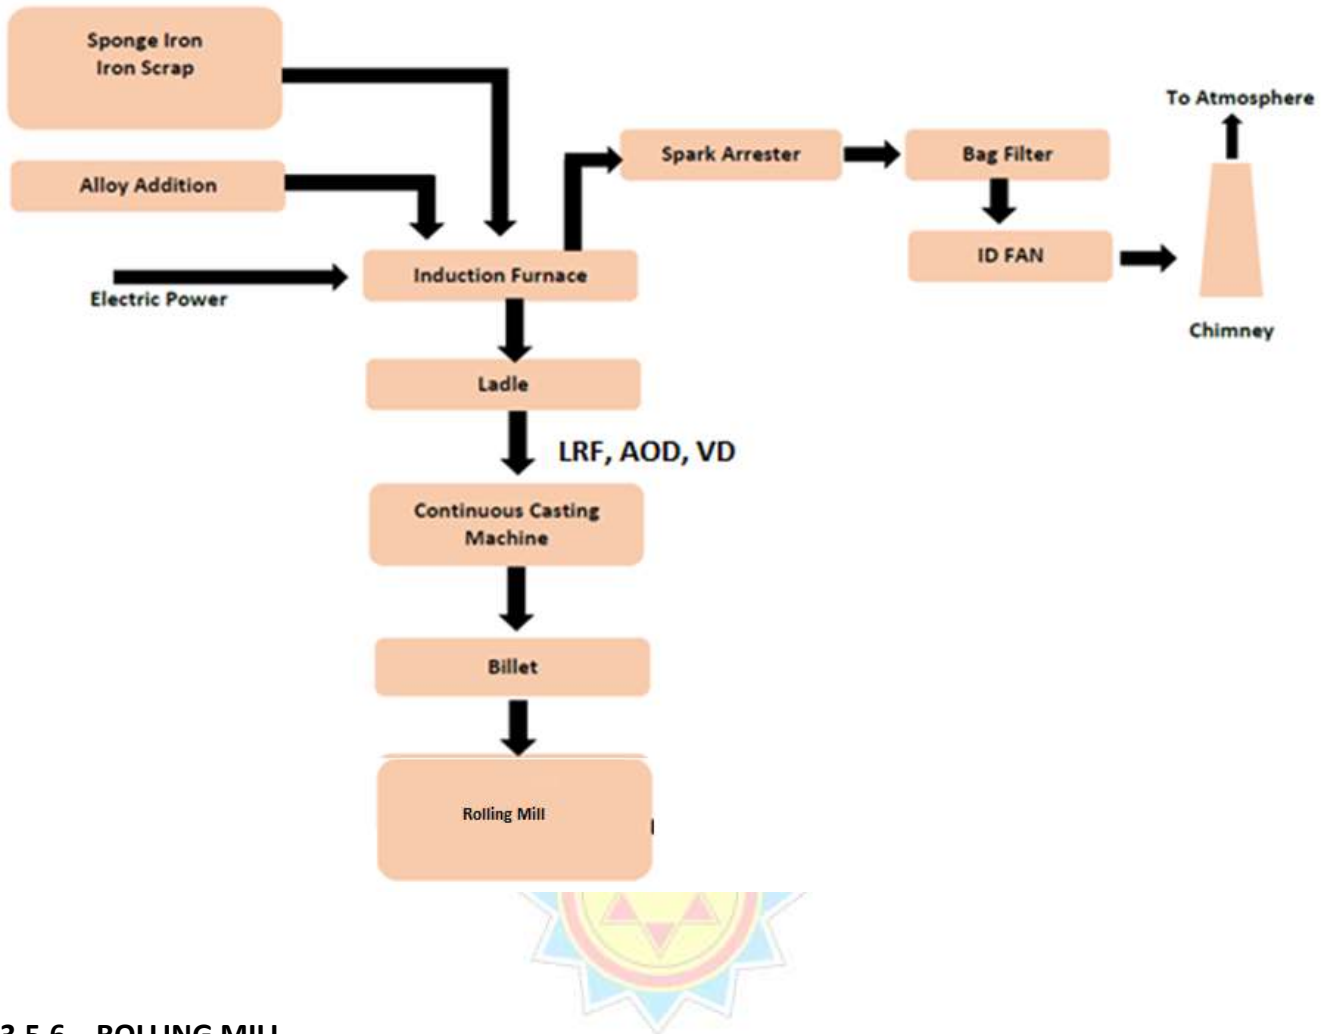 Sponge Iron
Iron Scrap
To Atmosphere
Spark Arrester
Bag Filter
Alloy Addition
ID FAN
Induction Furnace
Electric Power
Chimney
Ladle
LRF, AOD, VD
Continuous Casting
Machine
Billet
Rolling Mill
3.5.6 ROLLING MILL